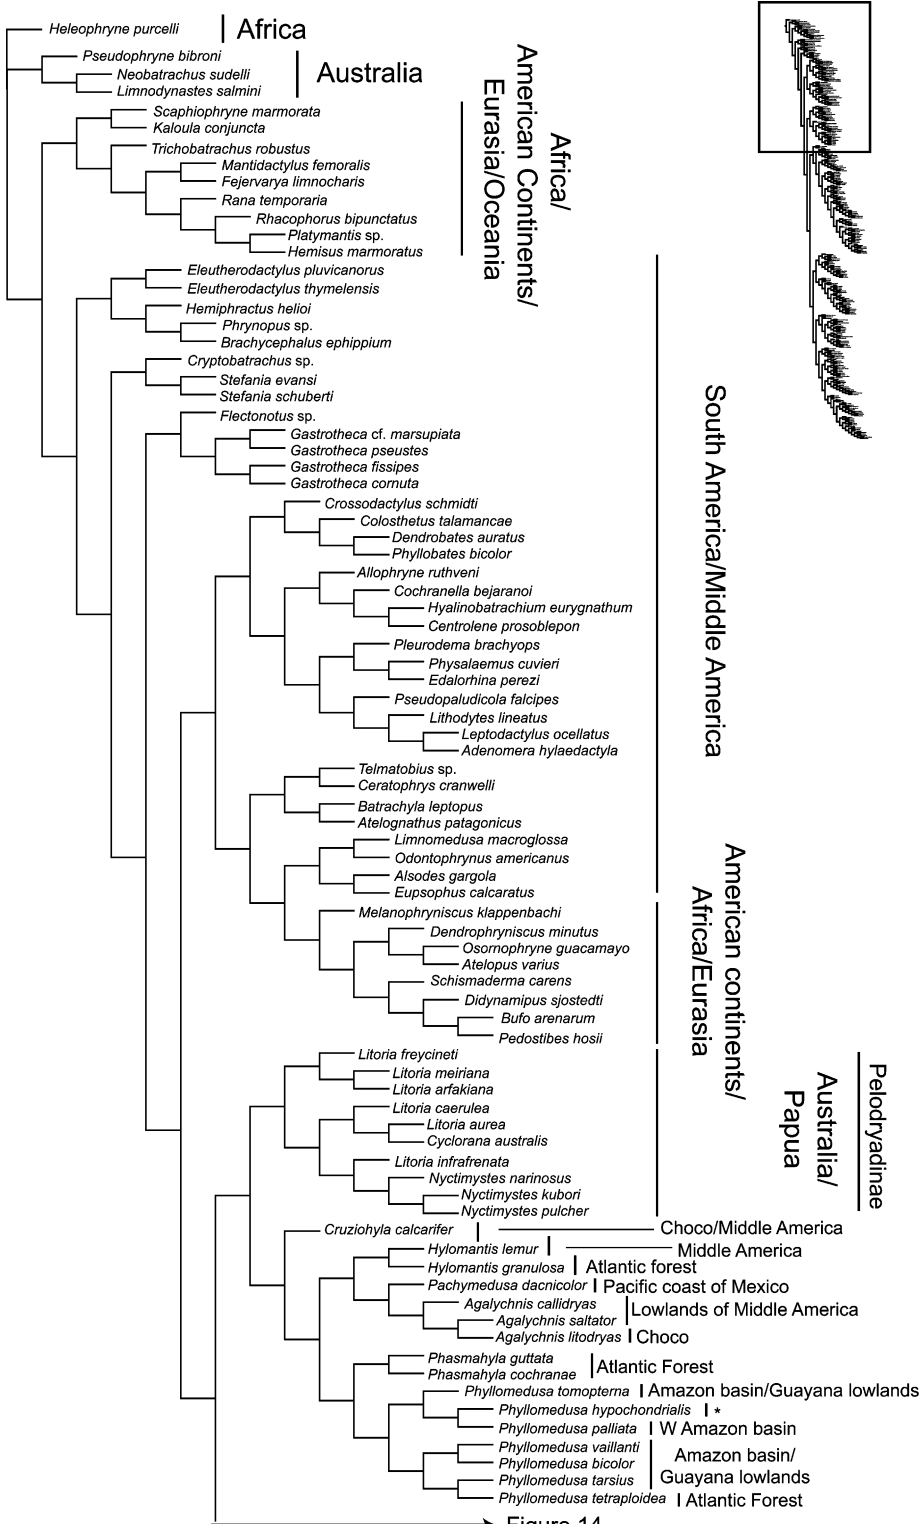 Heleophryne purcelli
Africa
Pseudophryne bibroni
Neobatrachus sudelli
Limnodynastes salmini
Australia
Scaphiophryne marmorata
Kaloula conjuncta
Trichobatrachus robustus
Mantidactylus femoralis
Fejervarya limnocharis
Rana temporaria
Rhacophorus bipunctatus
Platymantis sp.
Hemisus marmoratus
Africa/
American Continents/
Eurasia/Oceania
Eleutherodactylus pluvicanorus
Eleutherodactylus thymelensis
Hemiphractus helioi
Phrynopus sp.
Brachycephalus ephippium
Cryptobatrachus sp.
Stefania evansi
Stefania schuberti
Flectonotus sp.
Gastrotheca cf. marsupiata
Gastrotheca pseustes
Gastrotheca fissipes
Gastrotheca cornuta
Crossodactylus schmidti
Colosthetus talamancae
Dendrobates auratus
Phyllobates bicolor
Allophryne ruthveni
Cochranella bejaranoi
Hyalinobatrachium eurygnathum
Centrolene prosoblepon
Pleurodema brachyops
Physalaemus cuvieri
Edalorhina perezi
Pseudopaludicola falcipes
Lithodytes lineatus
Leptodactylus ocellatus
Adenomera hylaedactyla
Telmatobius sp.
Ceratophrys cranwelli
Batrachyla leptopus
Atelognathus patagonicus
Limnomedusa macroglossa
Odontophrynus americanus
Alsodes gargola
Eupsophus calcaratus
South America/Middle America
Melanophryniscus klappenbachi
Dendrophryniscus minutus
Osornophryne guacamayo
Atelopus varius
Schismaderma carens
Didynamipus sjostedti
Bufo arenarum
Pedostibes hosii
American continents/
Africa/Eurasia
Litoria freycineti
Litoria meiriana
Litoria arfakiana
Litoria caerulea
Litoria aurea
Cyclorana australis
Litoria infrafrenata
Nyctimystes narinosus
Nyctimystes kubori
Nyctimystes pulcher
Pelodryadinae
Australia/
Papua
Cruziohyla calcarifer
Choco/Middle America
Hylomantis lemur
Middle America
Hylomantis granulosa
Atlantic forest
Pachymedusa dacnicolor
Pacific coast of Mexico
Agalychnis callidryas
Agalychnis saltator
Lowlands of Middle America
Agalychnis litodryas
Choco
Phasmahyla guttata
Phasmahyla cochranae
Atlantic Forest
Phyllomedusa tomopterna
Amazon basin/Guayana lowlands
Phyllomedusa hypochondrialis
*
Phyllomedusa palliata
W Amazon basin
Phyllomedusa vaillanti
Phyllomedusa bicolor
Phyllomedusa tarsius
Amazon basin/
Guayana lowlands
Phyllomedusa tetraploidea
Atlantic Forest
Figure 14